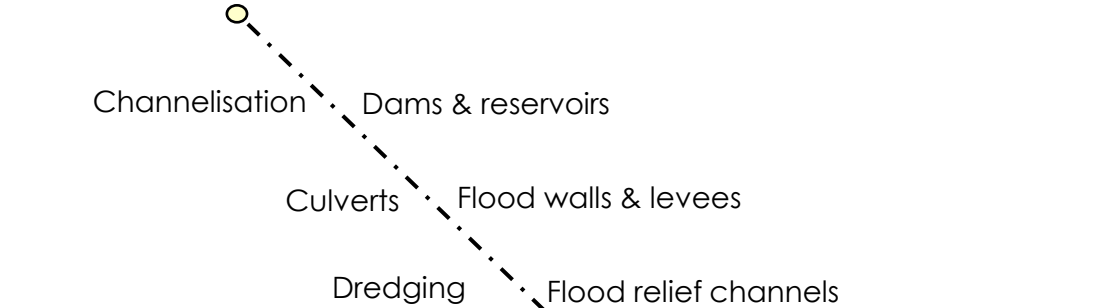 Channelisation
Dams & reservoirs
Culverts
Flood walls & levees
Dredging
Flood relief channels